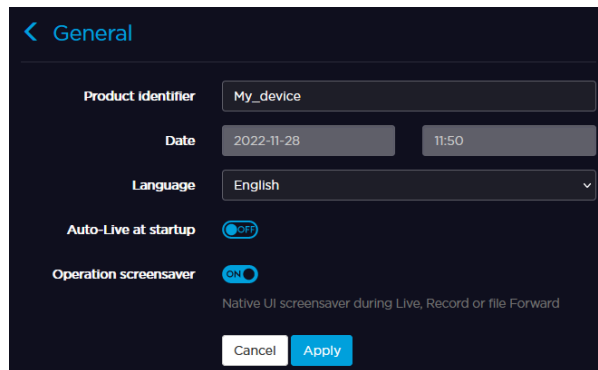 General
Product identifier My_device
Date 2022-11-28 11:50
Language English
Auto-Live at startup OFF
Operation screensaver ON
Native UI screensaver during Live, Record or file Forward
Cancel Apply